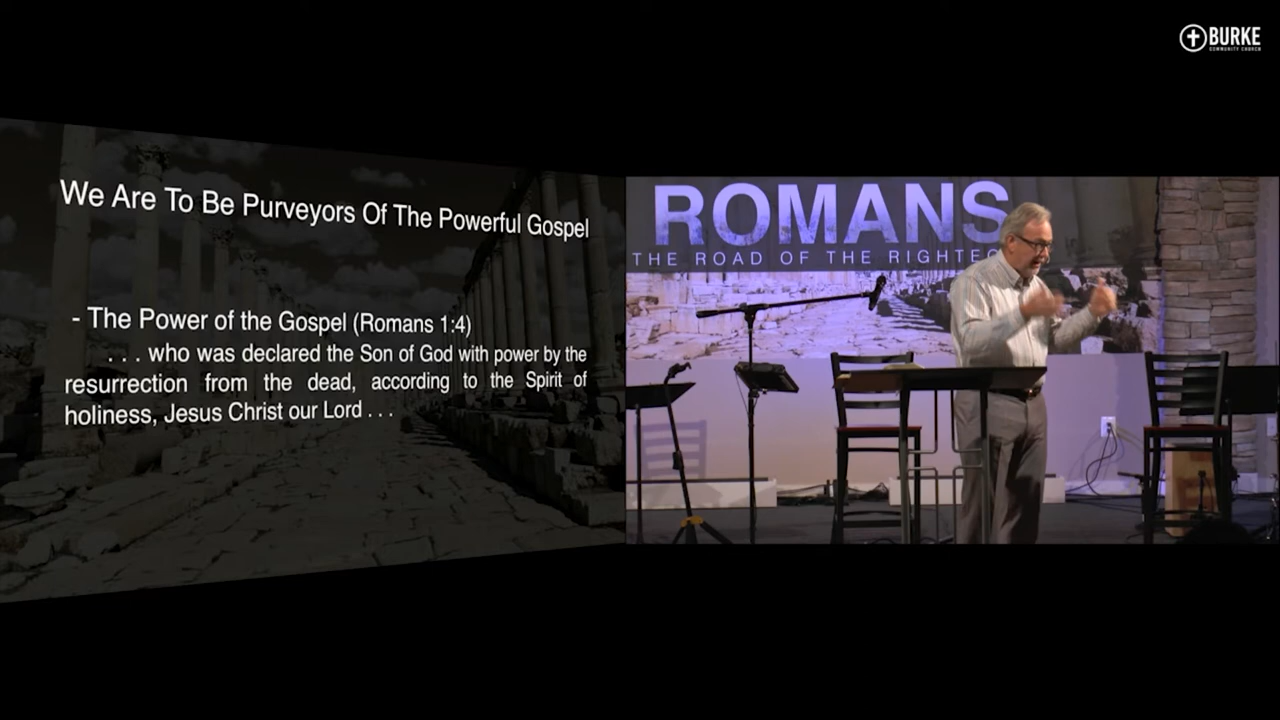 BURKE
COMMUNITY CHURCH
We Are To Be Purveyors Of The Powerful Gospel
- The Power of the Gospel (Romans 1:4)
. . . who was declared the Son of God with power by the
resurrection from the dead, according to the Spirit of
holiness, Jesus Christ our Lord . . .
ROMANS
THE ROAD OF THE RIGHTEO